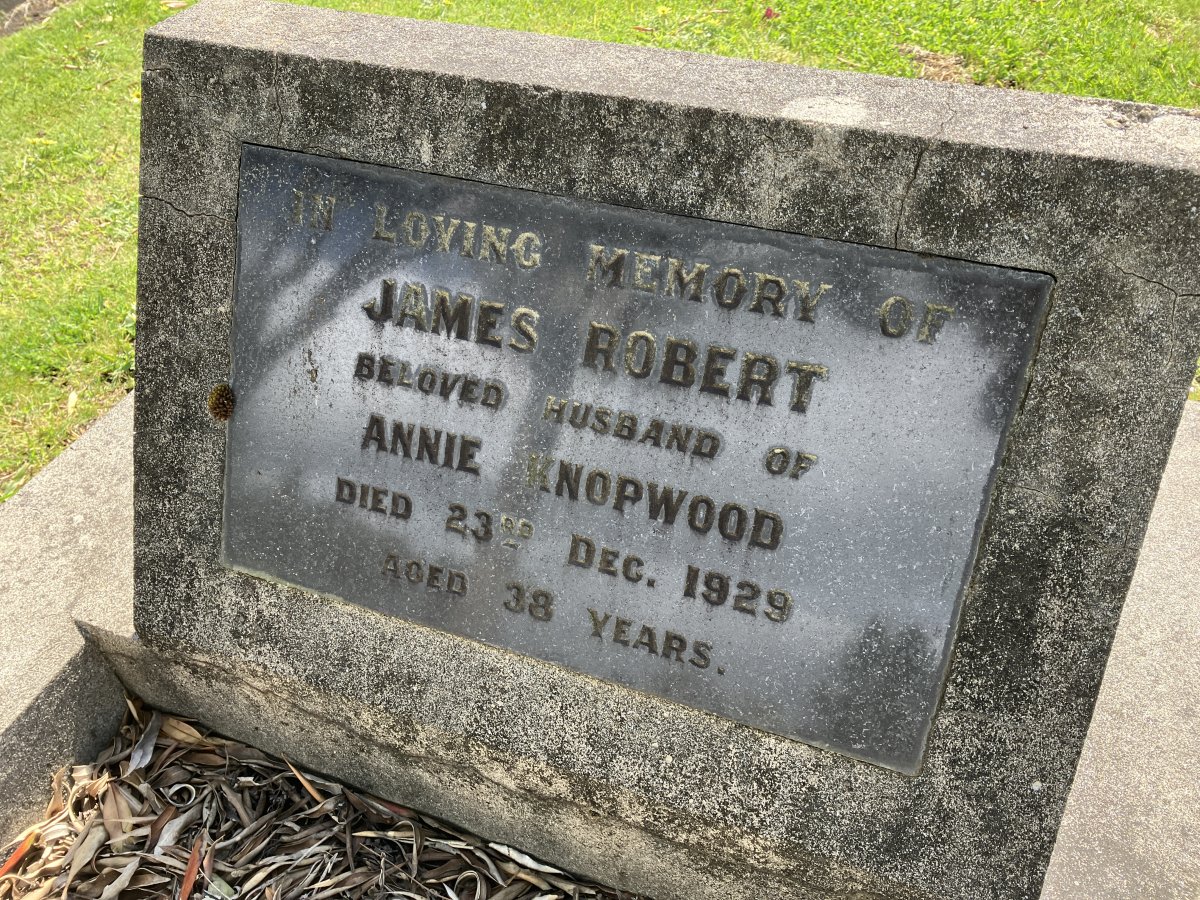 IN LOVING MEMORY OF
JAMES ROBERT
BELOVED HUSBAND OF
ANNIE KNOPWOOD
DIED 23RD DEC. 1929
AGED 38 YEARS.